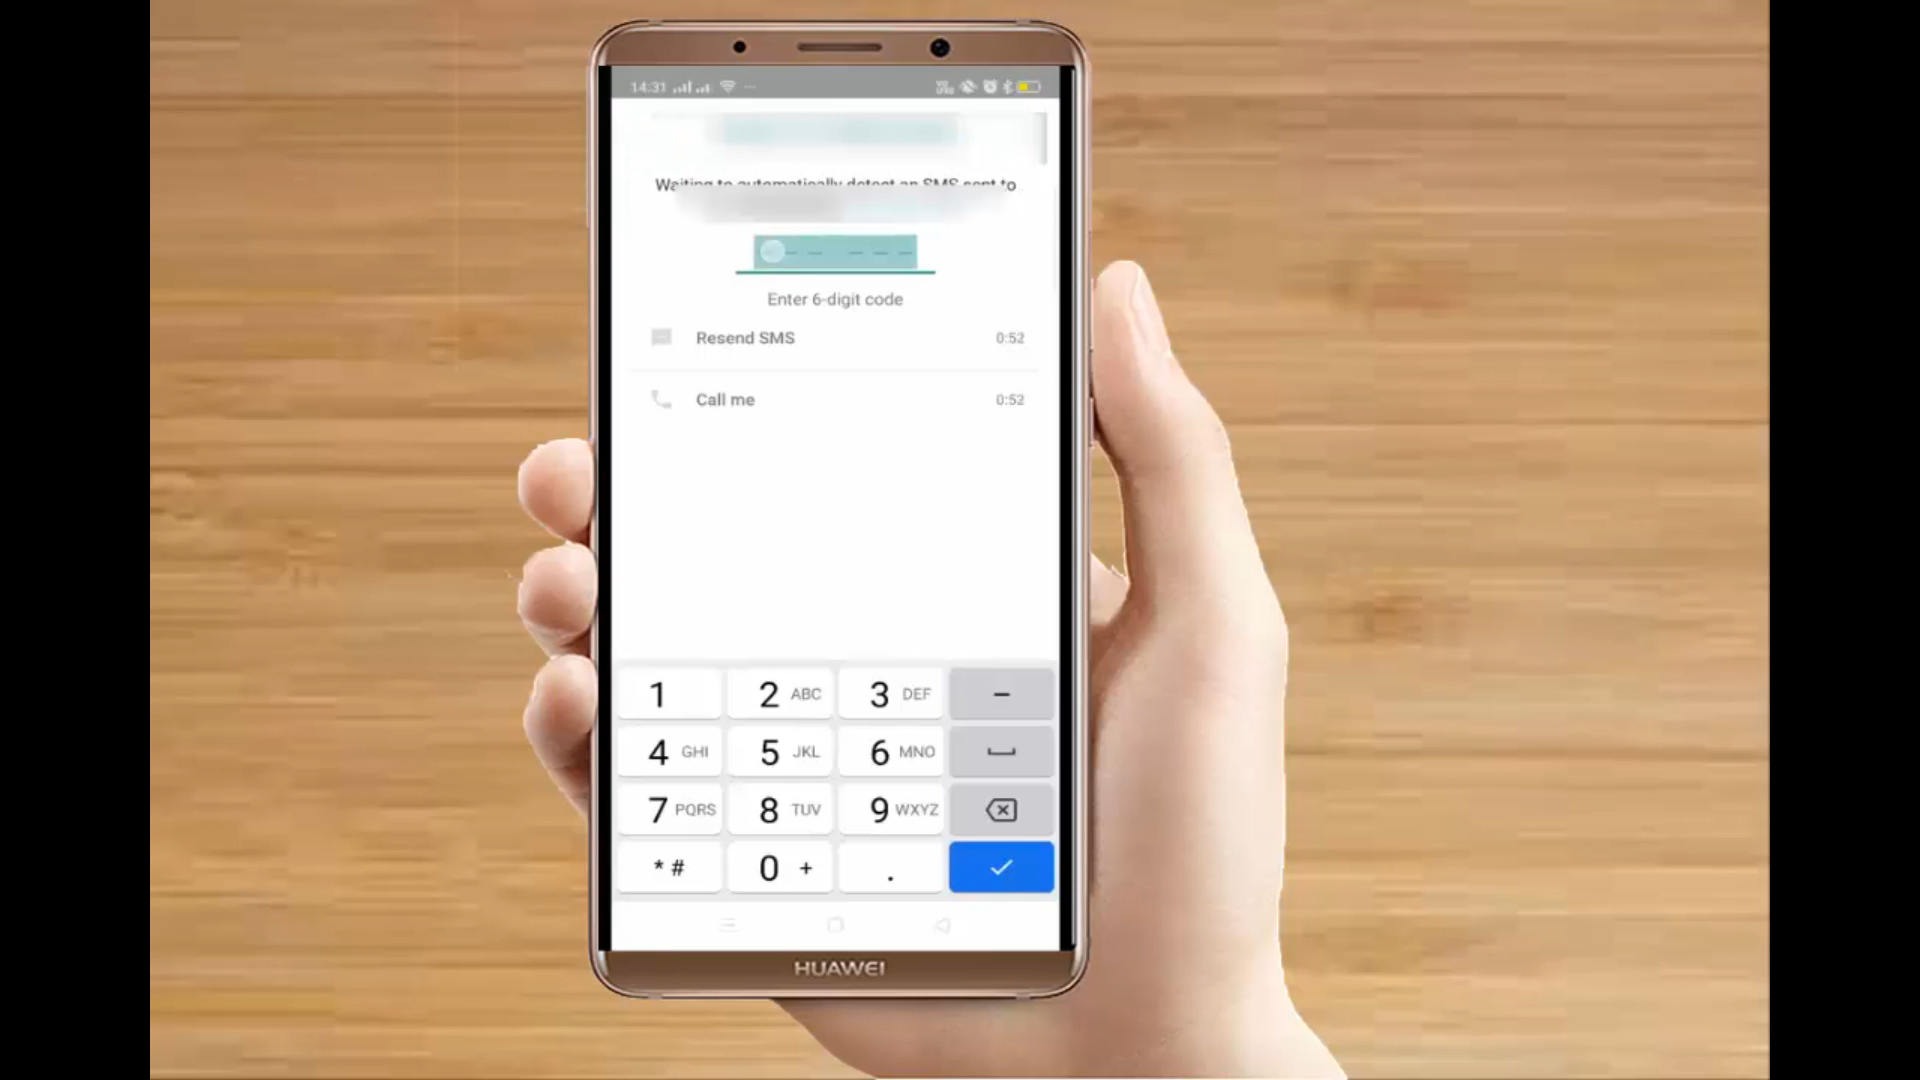 14:31
Waiting to automatically detect an SMS sent to
Enter 6-digit code
Resend SMS 0:52
Call me 0:52
1 2 ABC 3 DEF –
4 GHI 5 JKL 6 MNO
7 PQRS 8 TUV 9 WXYZ
* # 0 + .
HUAWEI